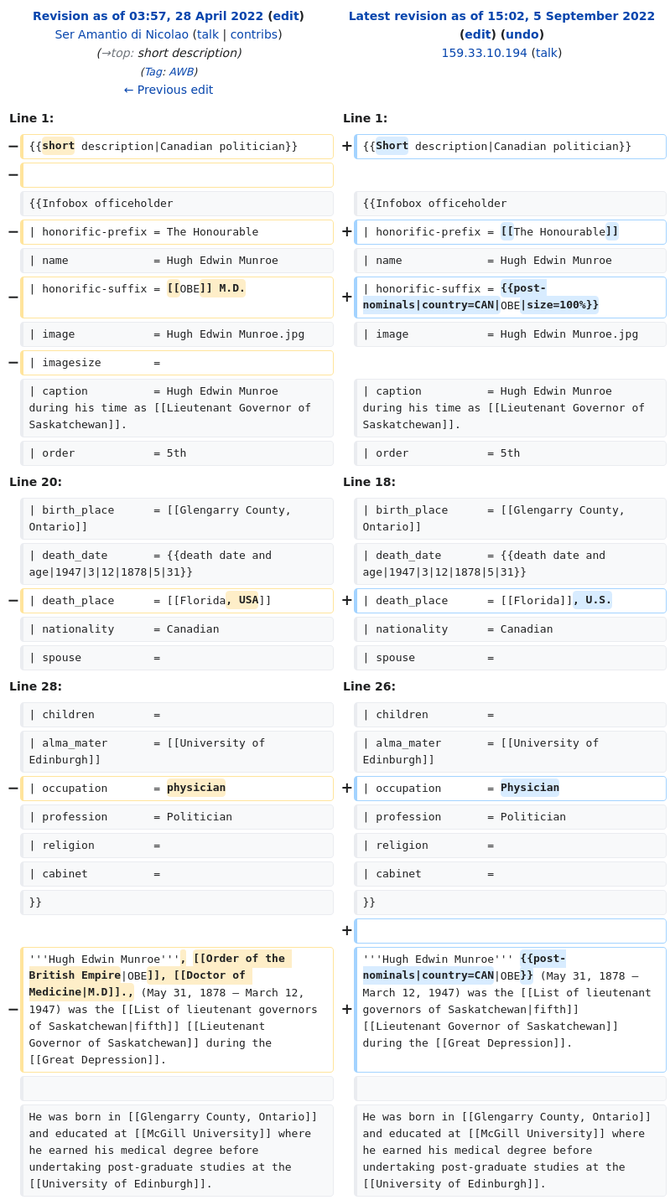 Revision as of 03:57, 28 April 2022 (edit)
Ser Amantio di Nicolao (talk | contribs)
(→top: short description)
(Tag: AWB)
← Previous edit
Latest revision as of 15:02, 5 September 2022
(edit) (undo)
159.33.10.194 (talk)
Line 1:
Line 1:
− {{short description|Canadian politician}}
+ {{Short description|Canadian politician}}
−
{{Infobox officeholder
{{Infobox officeholder
− | honorific-prefix = The Honourable
+ | honorific-prefix = [[The Honourable]]
| name = Hugh Edwin Munroe
| name = Hugh Edwin Munroe
− | honorific-suffix = [[OBE]] M.D.
+ | honorific-suffix = {{post-
nominals|country=CAN|OBE|size=100%}}
| image = Hugh Edwin Munroe.jpg
| image = Hugh Edwin Munroe.jpg
− | imagesize =
| caption = Hugh Edwin Munroe
during his time as [[Lieutenant Governor of
Saskatchewan]].
| caption = Hugh Edwin Munroe
during his time as [[Lieutenant Governor of
Saskatchewan]].
| order = 5th
| order = 5th
Line 20:
Line 18:
| birth_place = [[Glengarry County,
Ontario]]
| birth_place = [[Glengarry County,
Ontario]]
| death_date = {{death date and
age|1947|3|12|1878|5|31}}
| death_date = {{death date and
age|1947|3|12|1878|5|31}}
− | death_place = [[Florida, USA]]
+ | death_place = [[Florida]], U.S.
| nationality = Canadian
| nationality = Canadian
| spouse =
| spouse =
Line 28:
Line 26:
| children =
| children =
| alma_mater = [[University of
Edinburgh]]
| alma_mater = [[University of
Edinburgh]]
− | occupation = physician
+ | occupation = Physician
| profession = Politician
| profession = Politician
| religion =
| religion =
| cabinet =
| cabinet =
}}
}}
+
− '''Hugh Edwin Munroe''', [[Order of the
British Empire|OBE]], [[Doctor of
Medicine|M.D]]., (May 31, 1878 – March 12,
1947) was the [[List of lieutenant governors
of Saskatchewan|fifth]] [[Lieutenant
Governor of Saskatchewan]] during the
[[Great Depression]].
+ '''Hugh Edwin Munroe''' {{post-
nominals|country=CAN|OBE}} (May 31, 1878 –
March 12, 1947) was the [[List of lieutenant
governors of Saskatchewan|fifth]]
[[Lieutenant Governor of Saskatchewan]]
during the [[Great Depression]].
He was born in [[Glengarry County, Ontario]]
and educated at [[McGill University]] where
he earned his medical degree before
undertaking post-graduate studies at the
[[University of Edinburgh]].
He was born in [[Glengarry County, Ontario]]
and educated at [[McGill University]] where
he earned his medical degree before
undertaking post-graduate studies at the
[[University of Edinburgh]].